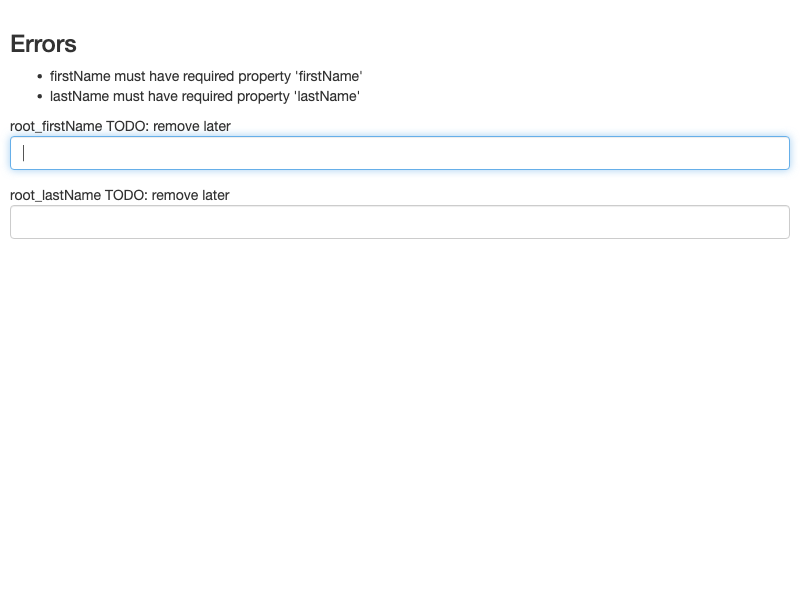 Errors
firstName must have required property 'firstName'
lastName must have required property 'lastName'
root_firstName TODO: remove later
root_lastName TODO: remove later